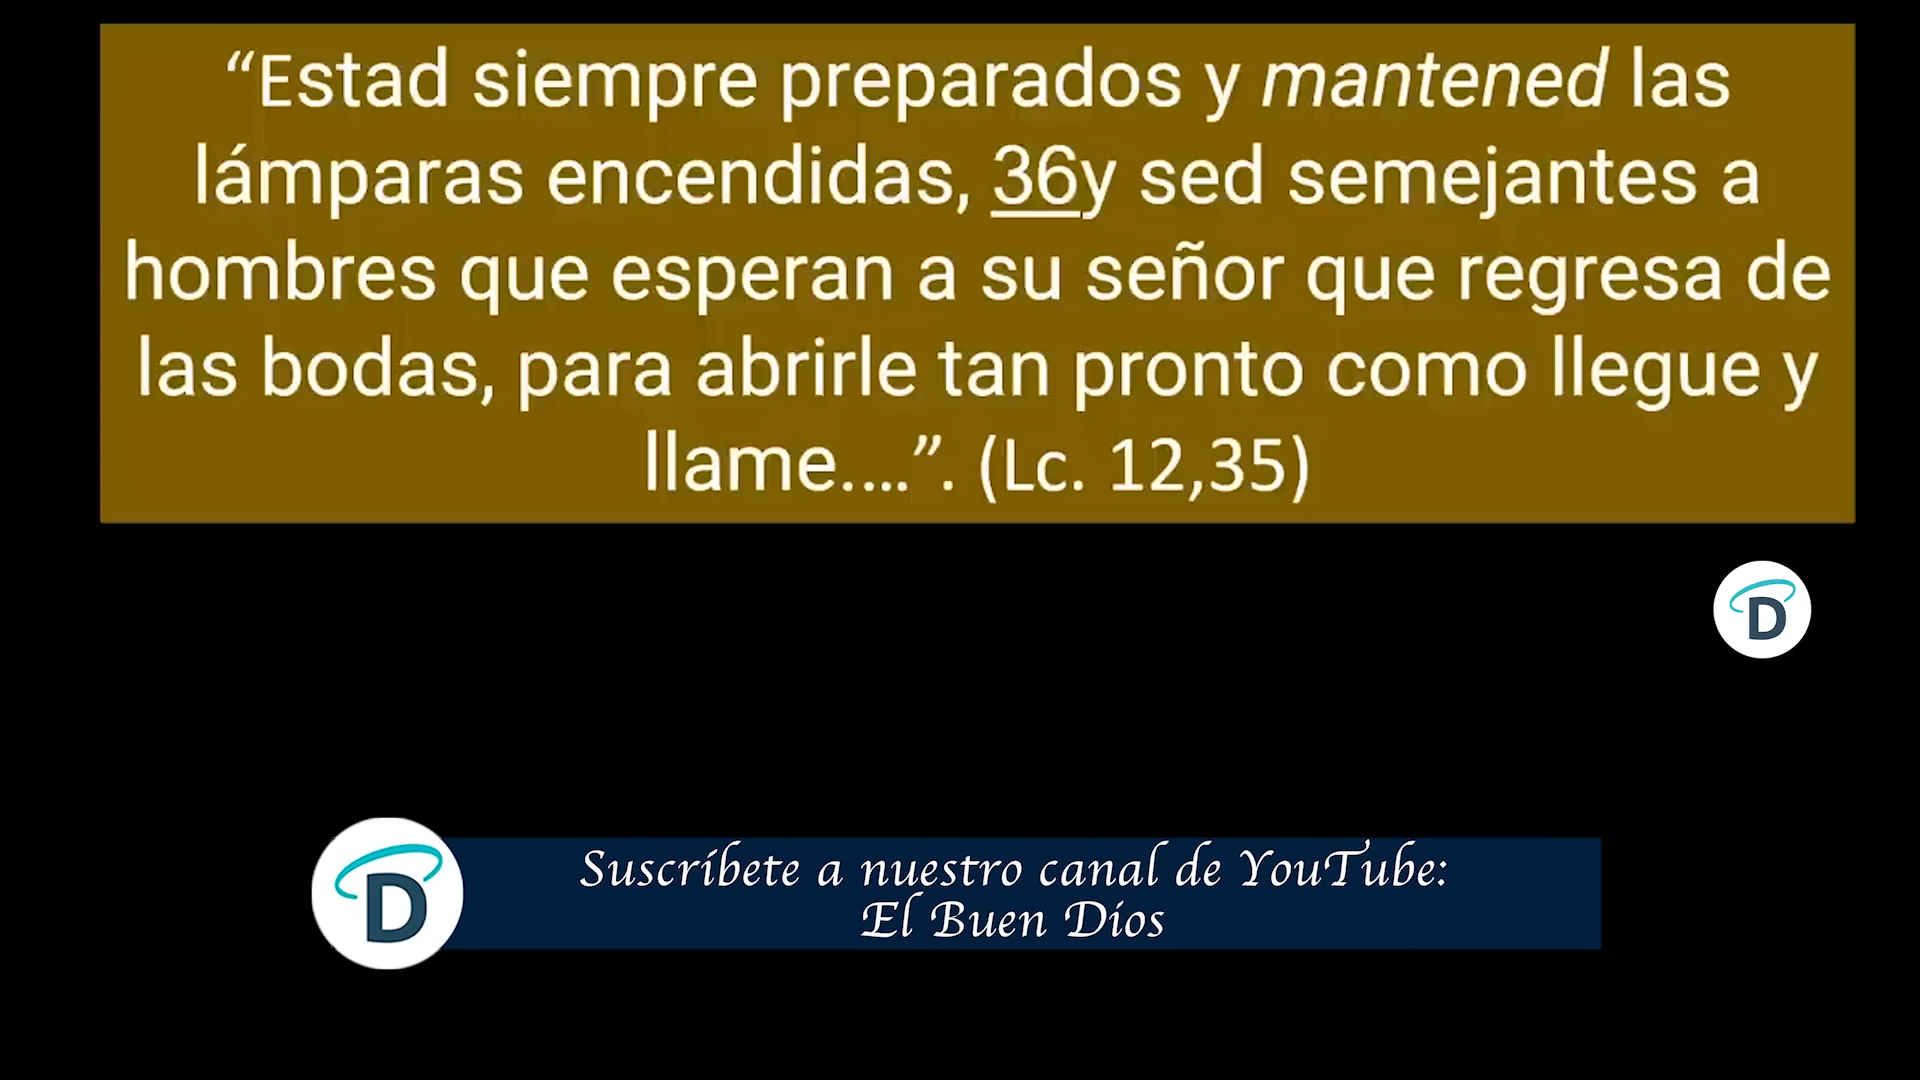 “Estad siempre preparados y mantened las
lámparas encendidas, 36y sed semejantes a
hombres que esperan a su señor que regresa de
las bodas, para abrirle tan pronto como llegue y
llame.…”. (Lc. 12,35)
D
D
Suscríbete a nuestro canal de YouTube:
El Buen Dios